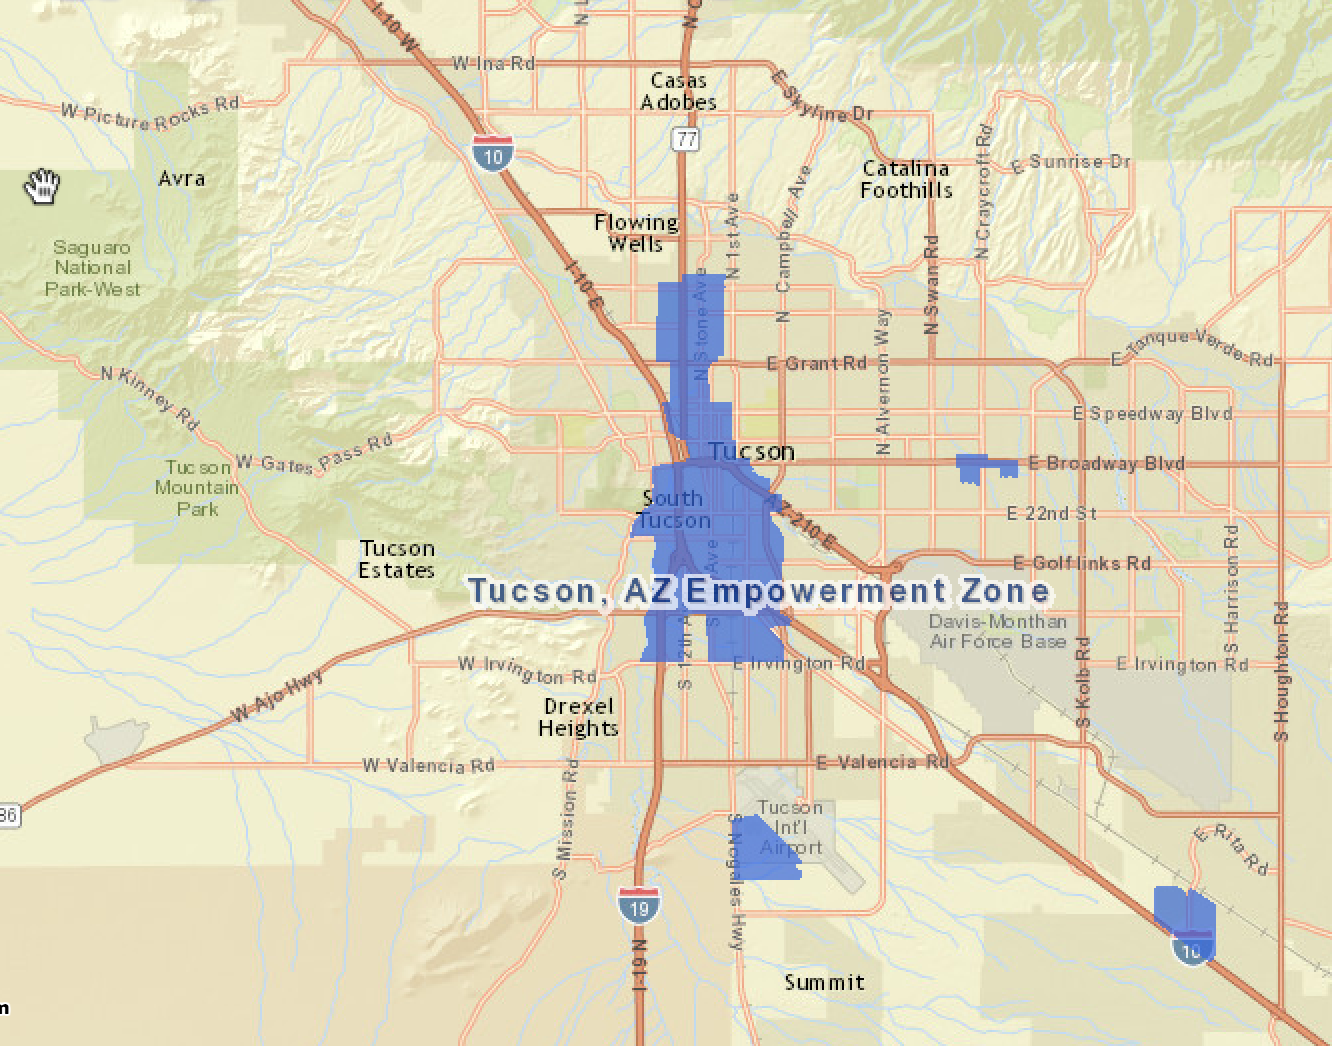 I-10 W
N C
W Ina Rd
Casas
Adobes
E Skyline Dr
W Picture Rocks Rd
77
10
N Craycroft Rd
E Sunrise Dr
Avra
Catalina
Foothills
N 1st Ave
N Campbell Ave
Flowing
Wells
Saguaro
National
Park-West
I-10 E
N Swan Rd
N Stone Ave
N Alvernon Way
E Tanque Verde Rd
E Grant Rd
N Kinney Rd
E Speedway Blvd
W Gates Pass Rd
Tucson
E Broadway Blvd
Tucson
Mountain
Park
South
Tucson
AZ-210 E
E 22nd St
Tucson
Estates
Ave
E Golf links Rd
S Harrison Rd
Tucson, AZ Empowerment Zone
Davis-Monthan
Air Force Base
S 12th A
S
W Irvington Rd
E Irvington Rd
E Irvington Rd
S Kolb Rd
S Houghton Rd
W Ajo Hwy
Drexel
Heights
W Valencia Rd
E Valencia Rd
S Mission Rd
86
Tucson
Int'l
Airport
S Nogales Hwy
E Rita Rd
19
10
I-19 N
Summit
m